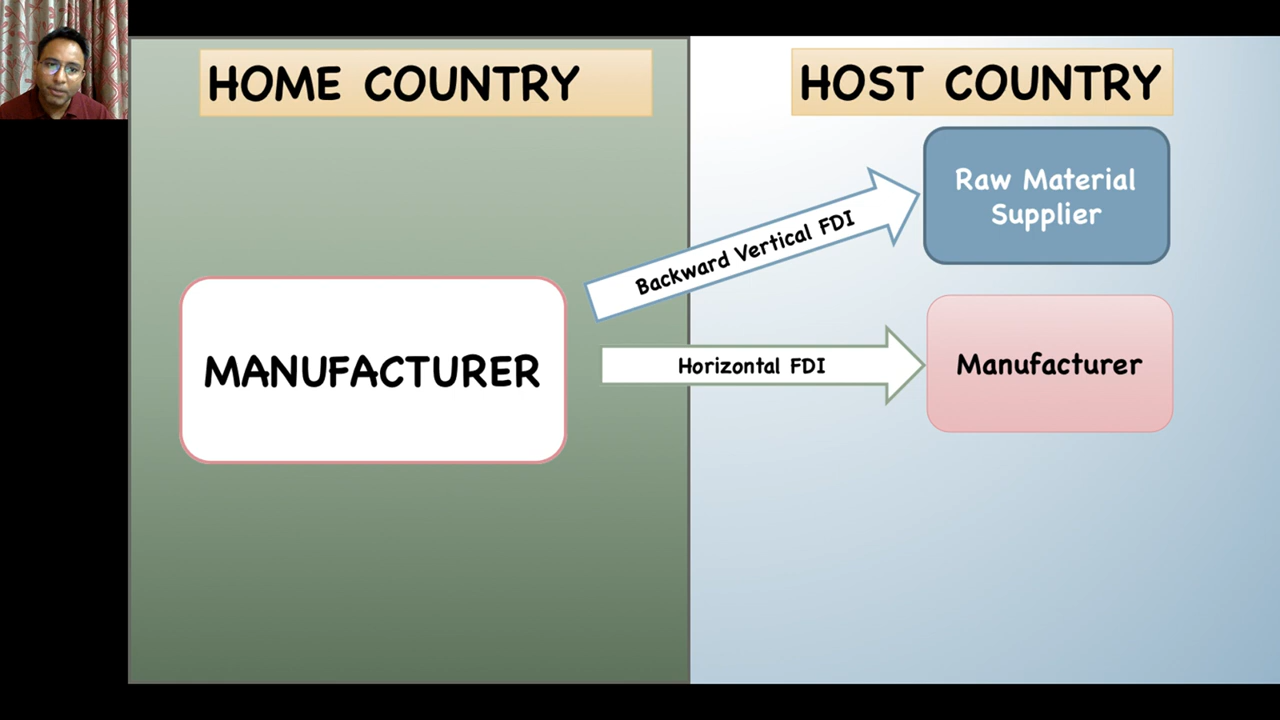 HOME COUNTRY
HOST COUNTRY
Raw Material
Supplier
Backward Vertical FDI
MANUFACTURER
Horizontal FDI
Manufacturer